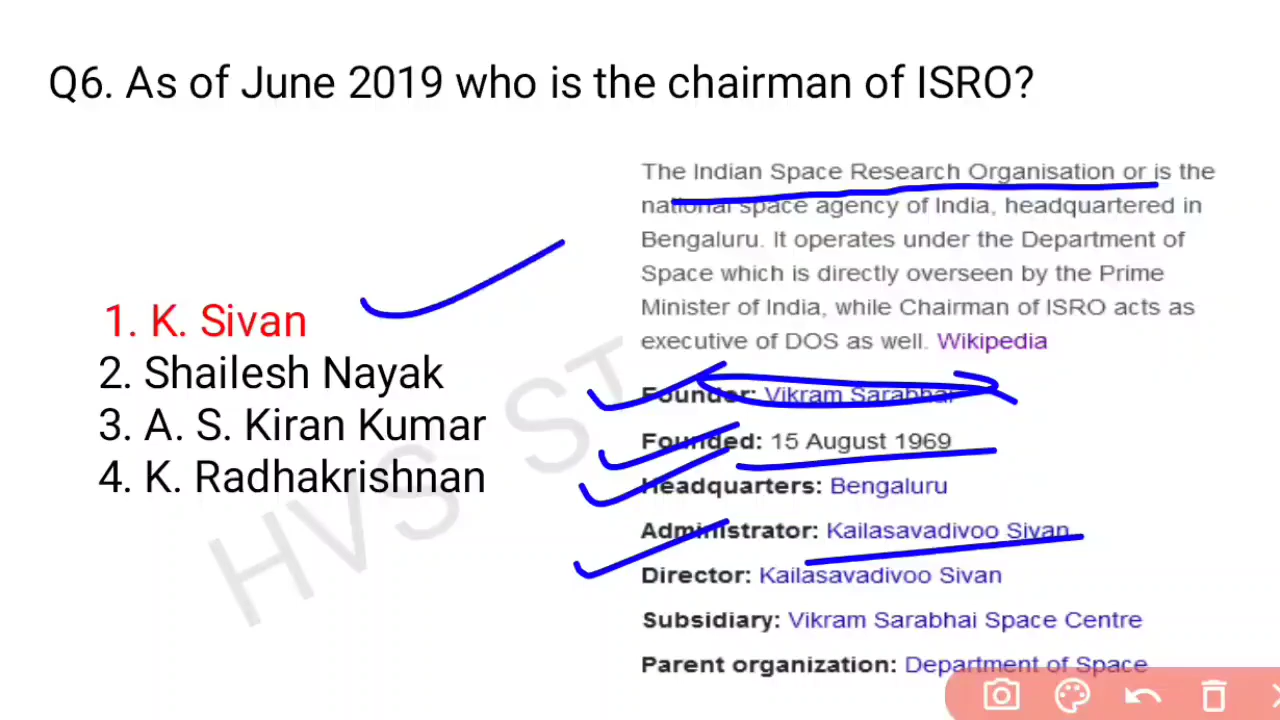 Q6. As of June 2019 who is the chairman of ISRO?
1. K. Sivan
2. Shailesh Nayak
3. A. S. Kiran Kumar
4. K. Radhakrishnan
The Indian Space Research Organisation or is the
national space agency of India, headquartered in
Bengaluru. It operates under the Department of
Space which is directly overseen by the Prime
Minister of India, while Chairman of ISRO acts as
executive of DOS as well. Wikipedia
Founder: Vikram Sarabhai
Founded: 15 August 1969
Headquarters: Bengaluru
Administrator: Kailasavadivoo Sivan
Director: Kailasavadivoo Sivan
Subsidiary: Vikram Sarabhai Space Centre
Parent organization: Department of Space
HVS ST